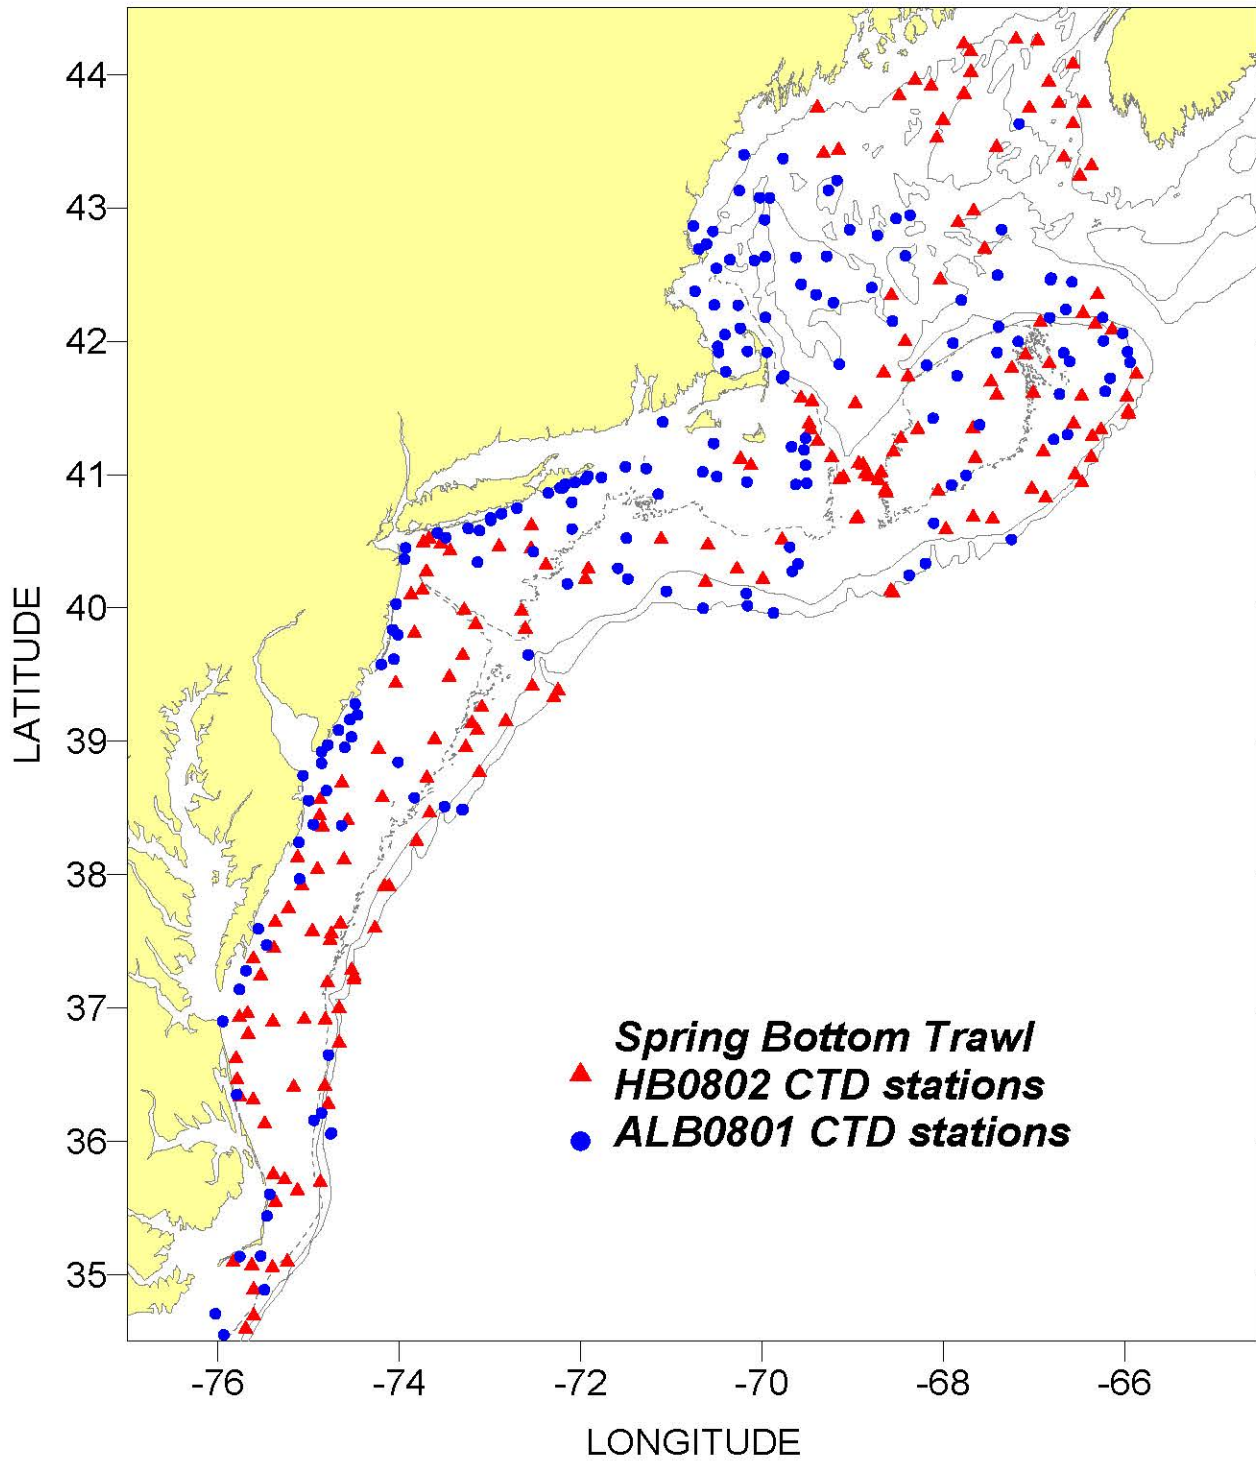 44
43
42
41
40
39
38
37
36
35
LATITUDE
Spring Bottom Trawl
HB0802 CTD stations
ALB0801 CTD stations
-76 -74 -72 -70 -68 -66
LONGITUDE